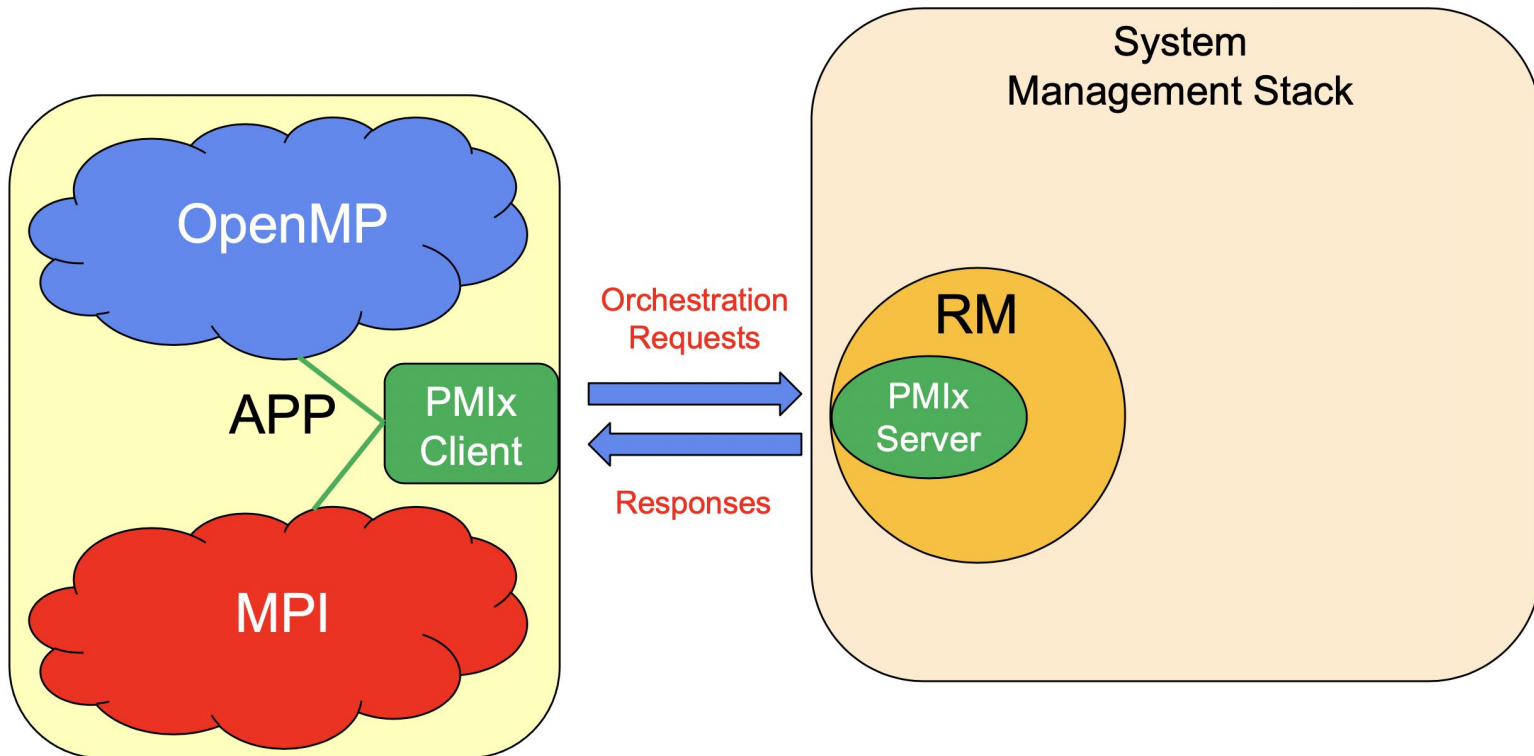 System
Management Stack
OpenMP
Orchestration
Requests
RM
APP
PMIx
Client
PMIx
Server
Responses
MPI